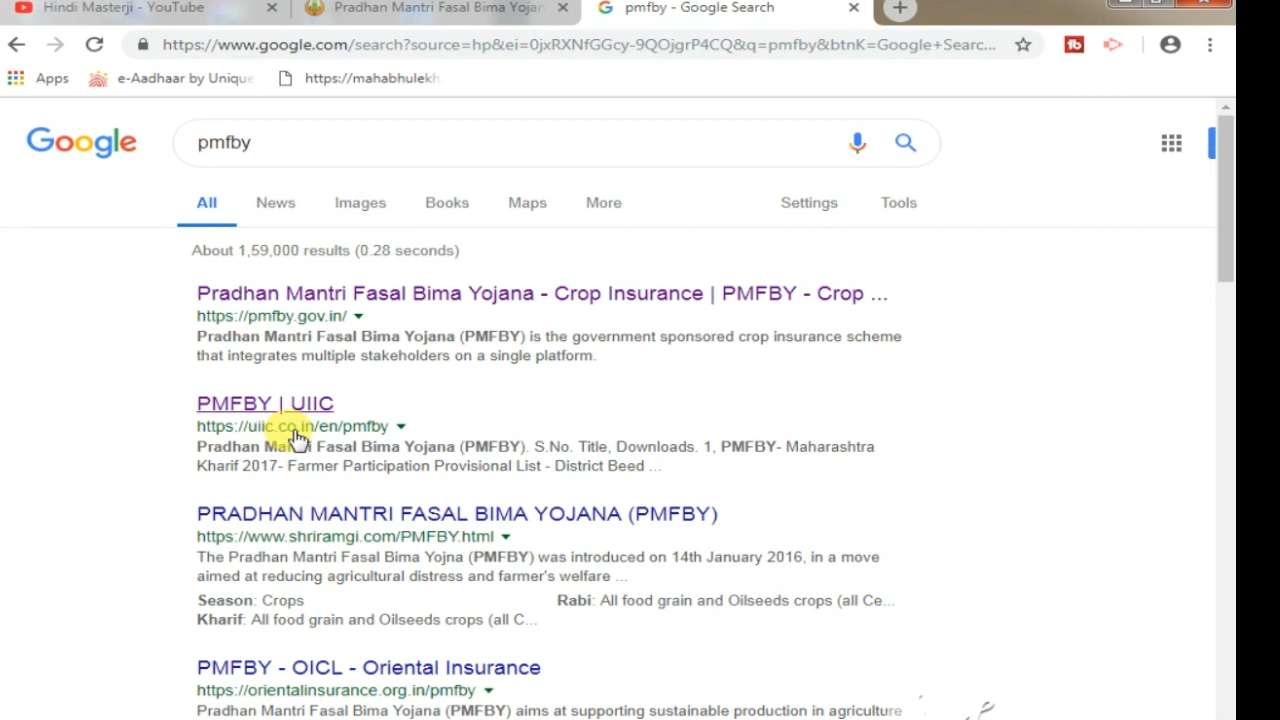 Hindi Masterji - YouTube
Pradhan Mantri Fasal Bima Yojan
pmfby - Google Search
https://www.google.com/search?source=hp&ei=0jxRXNfGGcy-9QOjgrP4CQ&q=pmfby&btnK=Google+Searc...
Apps
e-Aadhaar by Unique
https://mahabhulekh
Google
pmfby
All
News
Images
Books
Maps
More
Settings
Tools
About 1,59,000 results (0.28 seconds)
Pradhan Mantri Fasal Bima Yojana - Crop Insurance | PMFBY - Crop ...
https://pmfby.gov.in/
Pradhan Mantri Fasal Bima Yojana (PMFBY) is the government sponsored crop insurance scheme
that integrates multiple stakeholders on a single platform.
PMFBY | UIIC
https://uiic.co.in/en/pmfby
Pradhan Mantri Fasal Bima Yojana (PMFBY). S.No. Title, Downloads. 1, PMFBY- Maharashtra
Kharif 2017- Farmer Participation Provisional List - District Beed ...
PRADHAN MANTRI FASAL BIMA YOJANA (PMFBY)
https://www.shriramgi.com/PMFBY.html
The Pradhan Mantri Fasal Bima Yojna (PMFBY) was introduced on 14th January 2016, in a move
aimed at reducing agricultural distress and farmer's welfare ...
Season: Crops
Rabi: All food grain and Oilseeds crops (all Ce...
Kharif: All food grain and Oilseeds crops (all C...
PMFBY - OICL - Oriental Insurance
https://orientalinsurance.org.in/pmfby
Pradhan Mantri Fasal Bima Yojana (PMFBY) aims at supporting sustainable production in agriculture